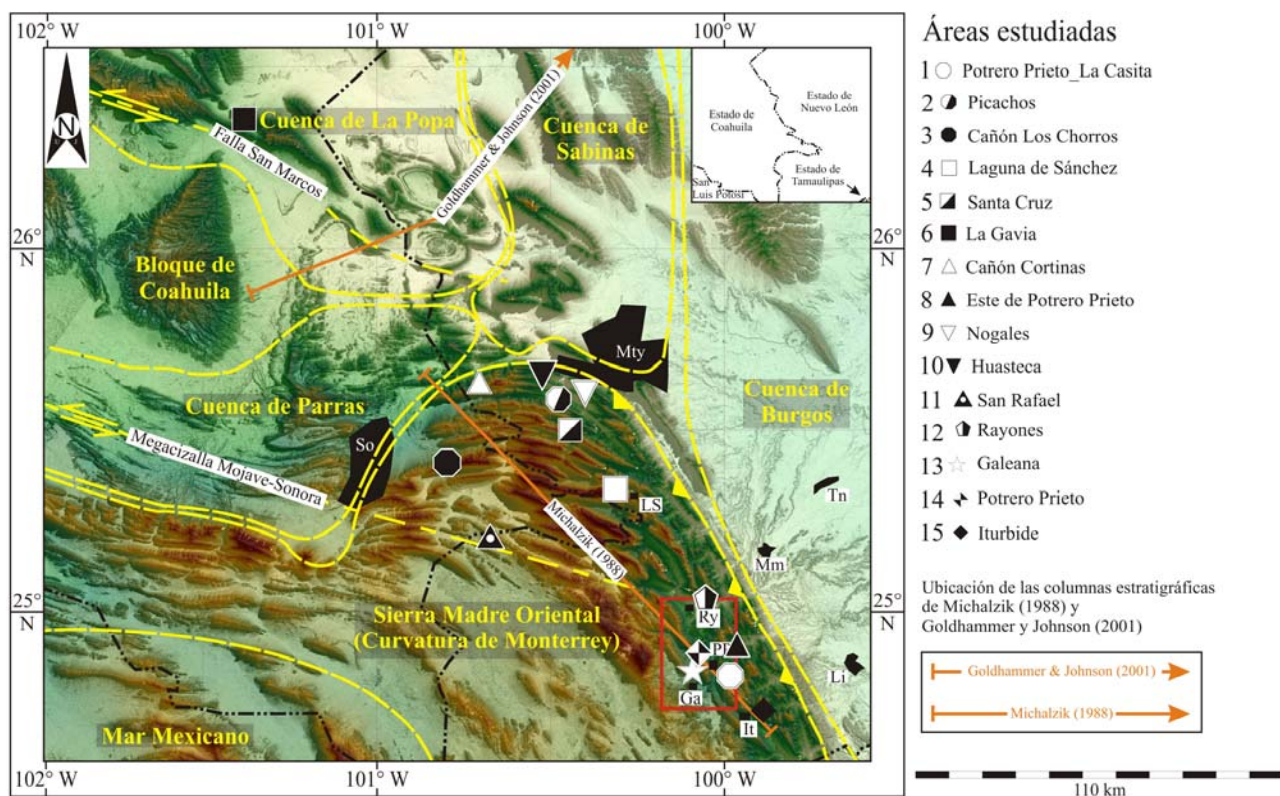 102° W
101° W
100° W
N
Cuenca de La Popa
Falla San Marcos
Goldhammer & Johnson (2001)
Cuenca de
Sabinas
Estado de
Coahuila
Estado de
Nuevo León
San
Luis Potosí
Estado de
Tamaulipas
26°
N
26°
N
Bloque de
Coahuila
Mty
Cuenca de Parras
Cuenca de
Burgos
So
Megacizalla Mojave-Sonora
LS
Tn
Michalzik (1988)
Mm
25°
N
25°
N
Sierra Madre Oriental
(Curvatura de Monterrey)
Ry
Ga
It
Li
Mar Mexicano
102° W
101° W
100° W
Áreas estudiadas
1 Potrero Prieto_La Casita
2 Picachos
3 Cañón Los Chorros
4 Laguna de Sánchez
5 Santa Cruz
6 La Gavia
7 Cañón Cortinas
8 Este de Potrero Prieto
9 Nogales
10 Huasteca
11 San Rafael
12 Rayones
13 Galeana
14 Potrero Prieto
15 Iturbide
Ubicación de las columnas estratigráficas
de Michalzik (1988) y
Goldhammer y Johnson (2001)
Goldhammer & Johnson (2001)
Michalzik (1988)
110 km